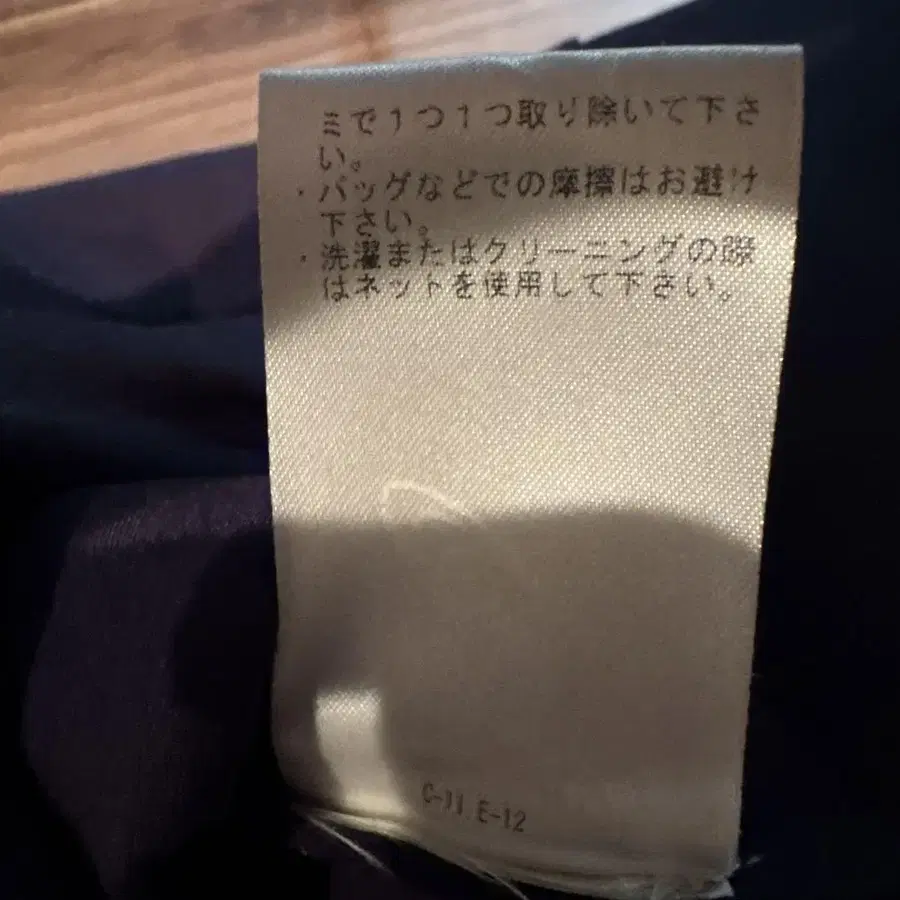 ミで1つ1つ取り除いて下さ
い。
・バッグなどでの摩擦はお避け
下さい。
・洗濯またはクリーニングの際
はネットを使用して下さい。
C-11 E-12